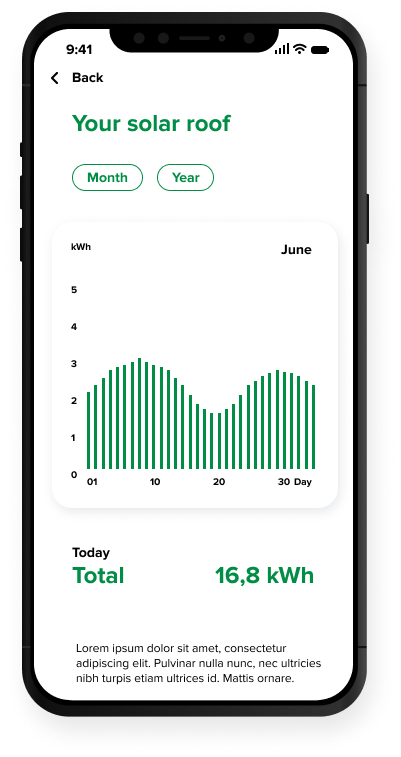 9:41
Back
Your solar roof
Month Year
kWh June
5
4
3
2
1
0
01 10 20 30 Day
Today
Total 16,8 kWh
Lorem ipsum dolor sit amet, consectetur
adipiscing elit. Pulvinar nulla nunc, nec ultricies
nibh turpis etiam ultrices id. Mattis ornare.